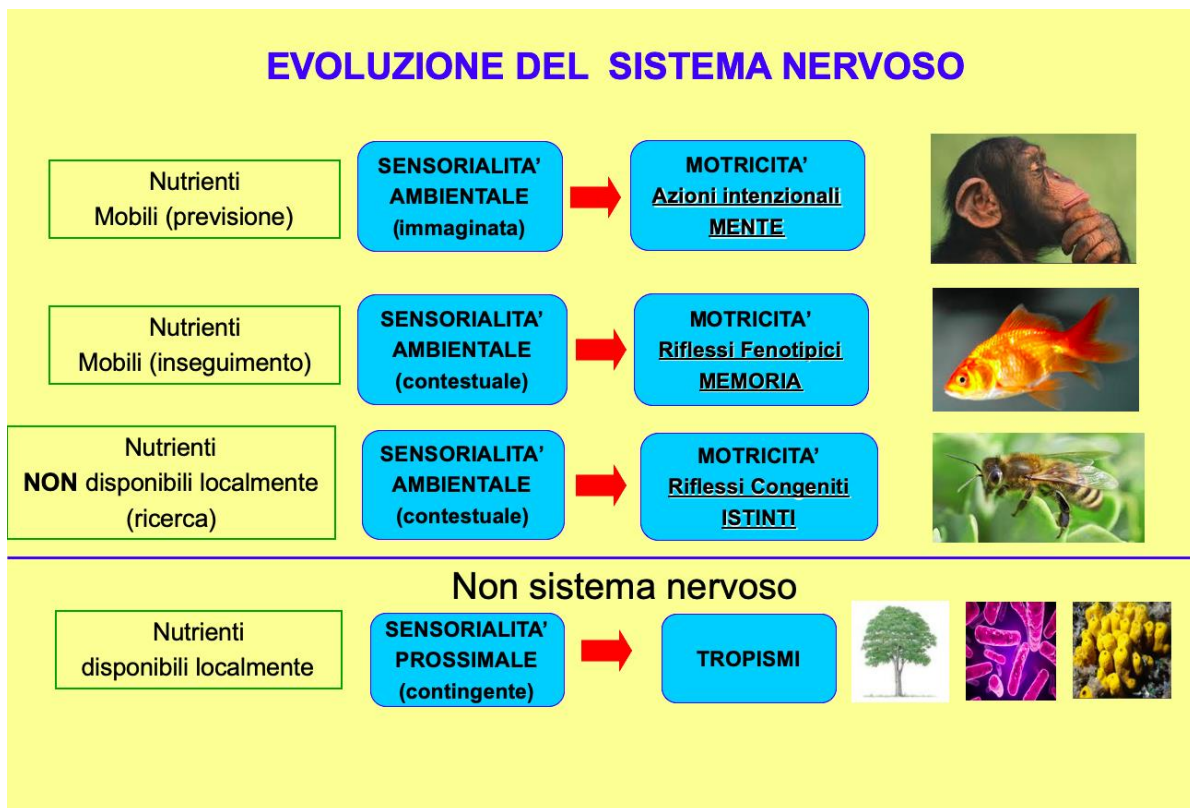 EVOLUZIONE DEL SISTEMA NERVOSO
Nutrienti
Mobili (previsione)
SENSORIALITA’
AMBIENTALE
(immaginata)
MOTRICITA’
Azioni intenzionali
MENTE
Nutrienti
Mobili (inseguimento)
SENSORIALITA’
AMBIENTALE
(contestuale)
MOTRICITA’
Riflessi Fenotipici
MEMORIA
Nutrienti
NON disponibili localmente
(ricerca)
SENSORIALITA’
AMBIENTALE
(contestuale)
MOTRICITA’
Riflessi Congeniti
ISTINTI
Non sistema nervoso
Nutrienti
disponibili localmente
SENSORIALITA’
PROSSIMALE
(contingente)
TROPISMI